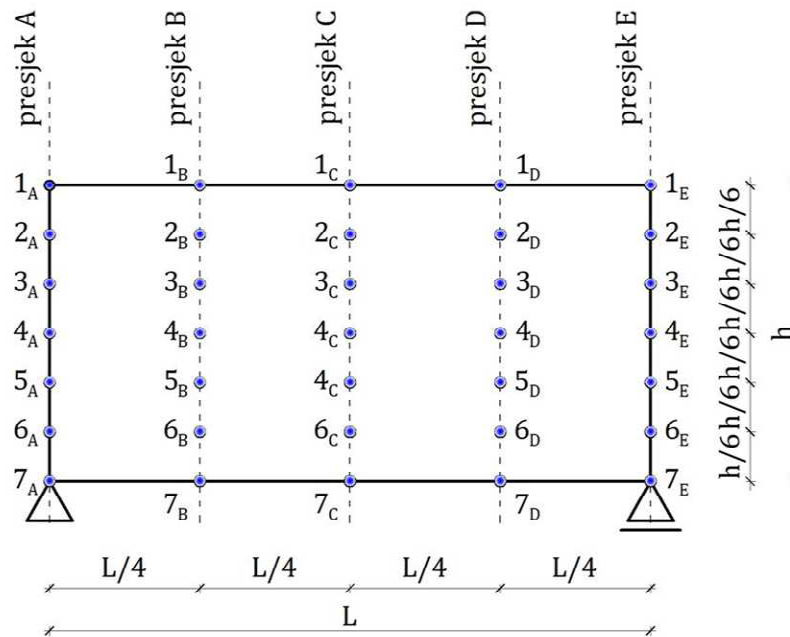 presjek A presjek B presjek C presjek D presjek E
1A 1B 1C 1D 1E
2A 2B 2C 2D 2E
3A 3B 3C 3D 3E
4A 4B 4C 4D 4E
5A 5B 4C 5D 5E
6A 6B 6C 6D 6E
7A 7B 7C 7D 7E
h/6h/6h/6h/6h/6h/6
h
L/4 L/4 L/4 L/4
L